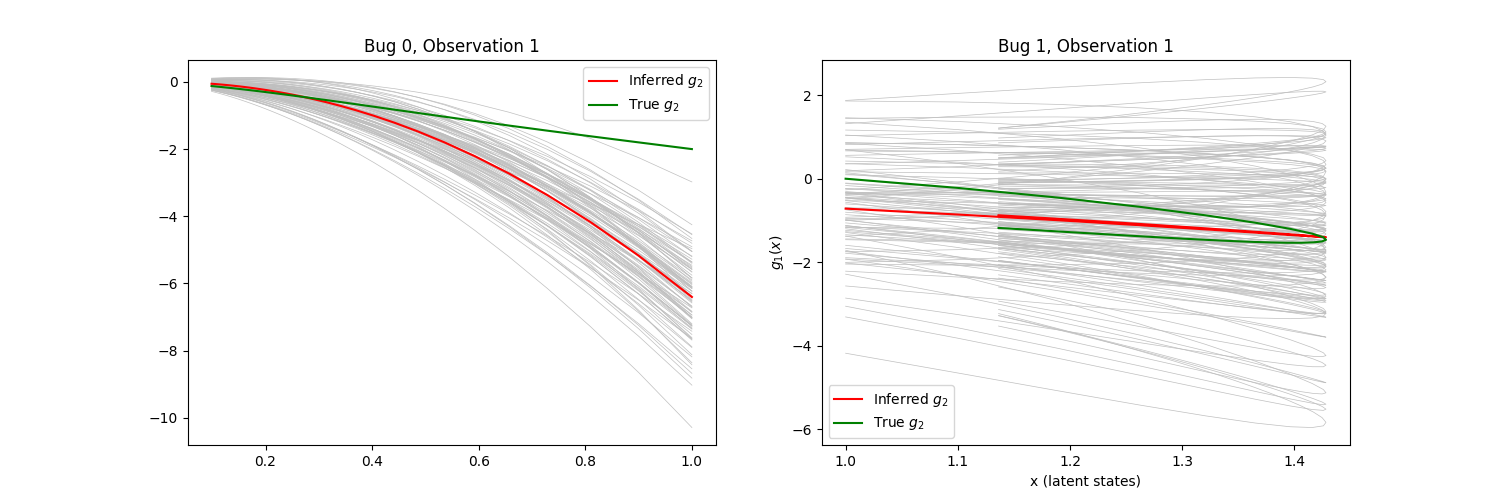 Bug 0, Observation 1
0
−2
−4
−6
−8
−10
0.2
0.4
0.6
0.8
1.0
Inferred g₂
True g₂
Bug 1, Observation 1
g₁(x)
2
0
−2
−4
−6
1.0
1.1
1.2
1.3
1.4
x (latent states)
Inferred g₂
True g₂